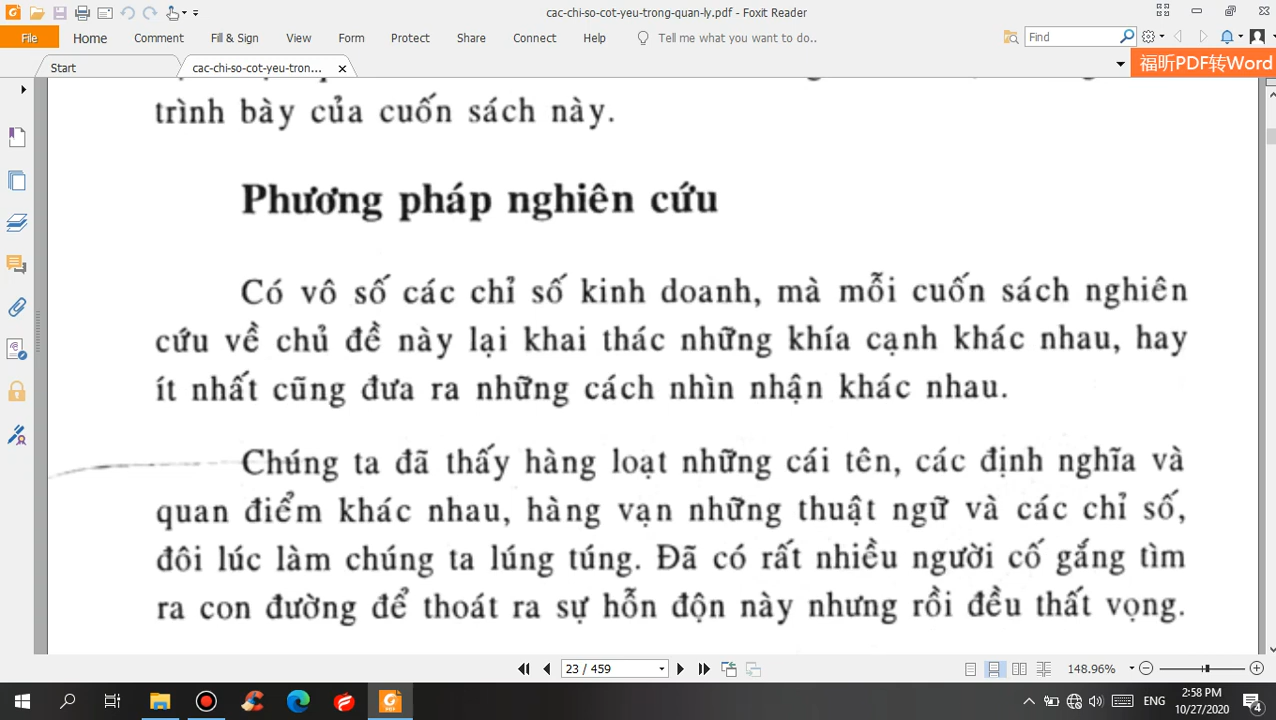 cac-chi-so-cot-yeu-trong-quan-ly.pdf - Foxit Reader
File Home Comment Fill & Sign View Form Protect Share Connect Help Tell me what you want to do.. Find
Start cac-chi-so-cot-yeu-tron... 福昕PDF转Word
trình bày của cuốn sách này.
Phương pháp nghiên cứu
Có vô số các chỉ số kinh doanh, mà mỗi cuốn sách nghiên
cứu về chủ đề này lại khai thác những khía cạnh khác nhau, hay
ít nhất cũng đưa ra những cách nhìn nhận khác nhau.
Chúng ta đã thấy hàng loạt những cái tên, các định nghĩa và
quan điểm khác nhau, hàng vạn những thuật ngữ và các chỉ số,
đôi lúc làm chúng ta lúng túng. Đã có rất nhiều người cố gắng tìm
ra con đường để thoát ra sự hỗn độn này nhưng rồi đều thất vọng.
23 / 459 148.96%
ENG 2:58 PM
10/27/2020 4